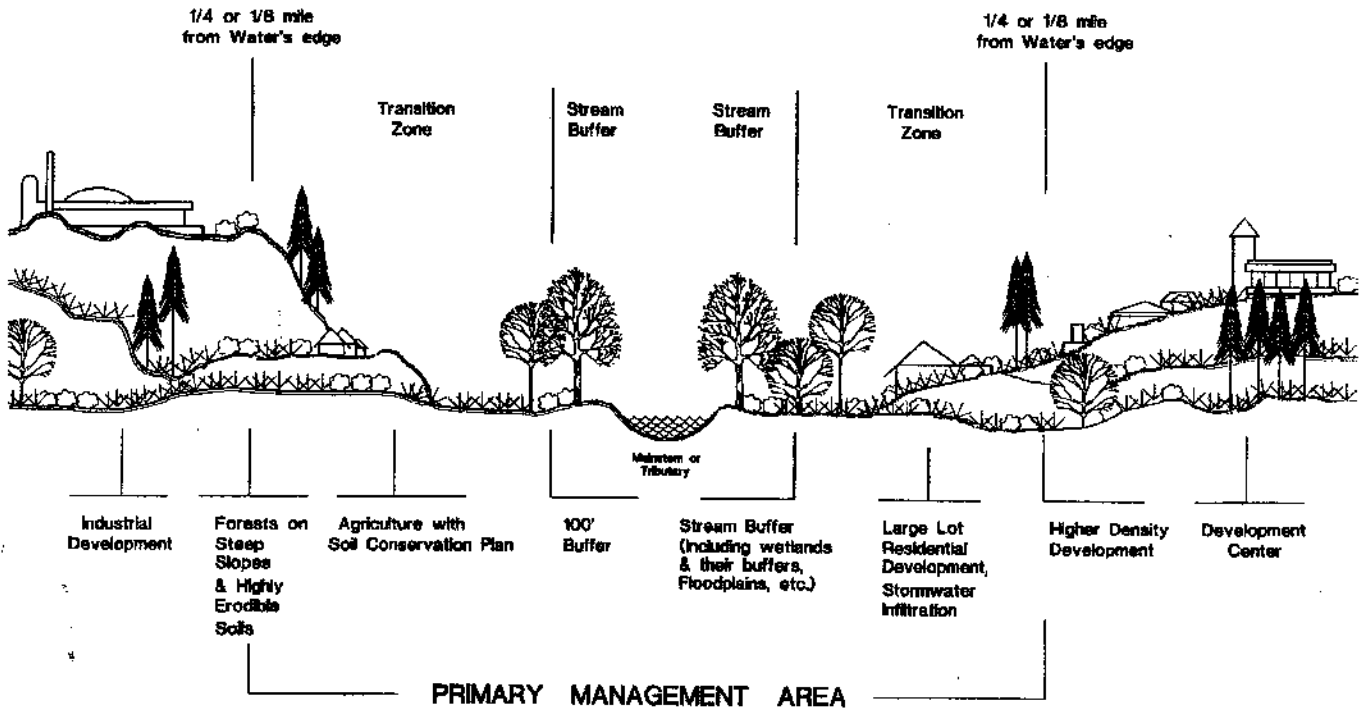 1/4 or 1/8 mile
from Water's edge
1/4 or 1/8 mile
from Water's edge
Transition
Zone
Stream
Buffer
Stream
Buffer
Transition
Zone
Mainstem or
Tributary
Industrial
Development
Forests on
Steep
Slopes
& Highly
Erodible
Soils
Agriculture with
Soil Conservation Plan
100'
Buffer
Stream Buffer
(including wetlands
& their buffers,
Floodplains, etc.)
Large Lot
Residential
Development,
Stormwater
Infiltration
Higher Density
Development
Development
Center
PRIMARY MANAGEMENT AREA